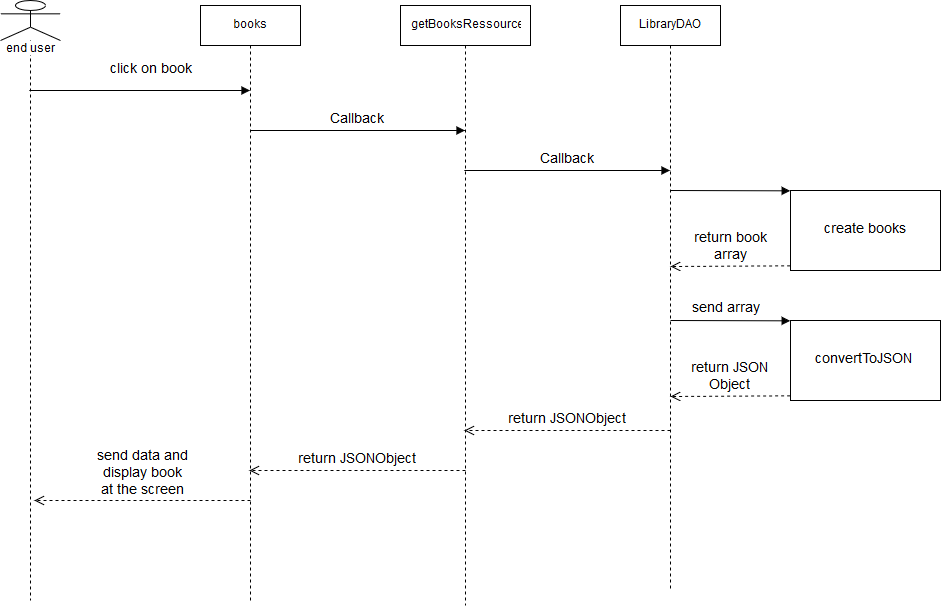 end user
books
getBooksRessource
LibraryDAO
click on book
Callback
Callback
create books
return book
array
send array
convertToJSON
return JSON
Object
return JSONObject
return JSONObject
send data and
display book
at the screen